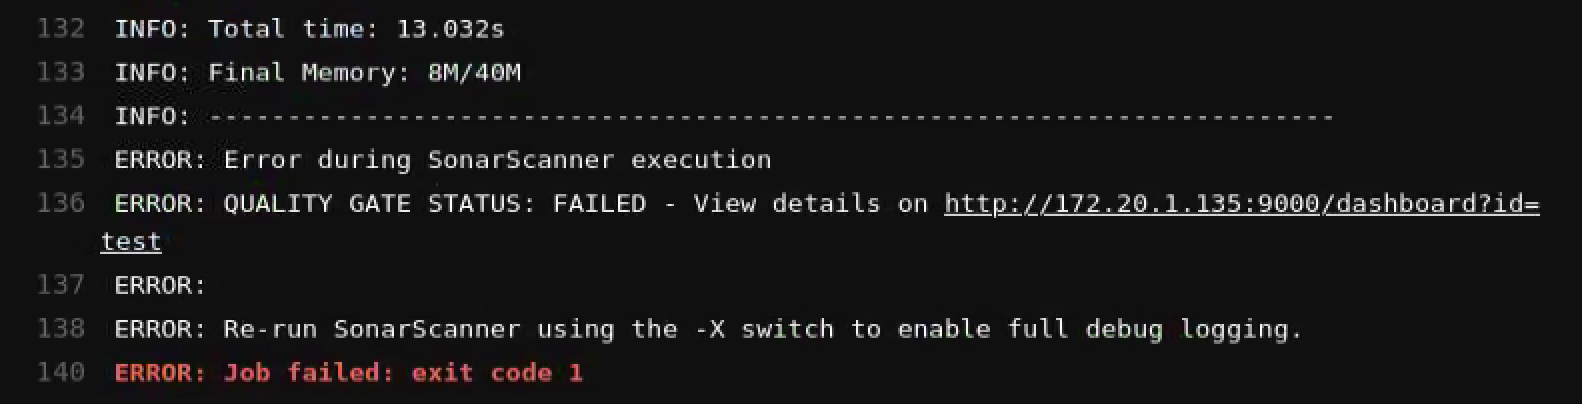 132 INFO: Total time: 13.032s
133 INFO: Final Memory: 8M/40M
134 INFO: ------------------------------------------------------------------------
135 ERROR: Error during SonarScanner execution
136 ERROR: QUALITY GATE STATUS: FAILED - View details on http://172.20.1.135:9000/dashboard?id=
test
137 ERROR:
138 ERROR: Re-run SonarScanner using the -X switch to enable full debug logging.
140 ERROR: Job failed: exit code 1